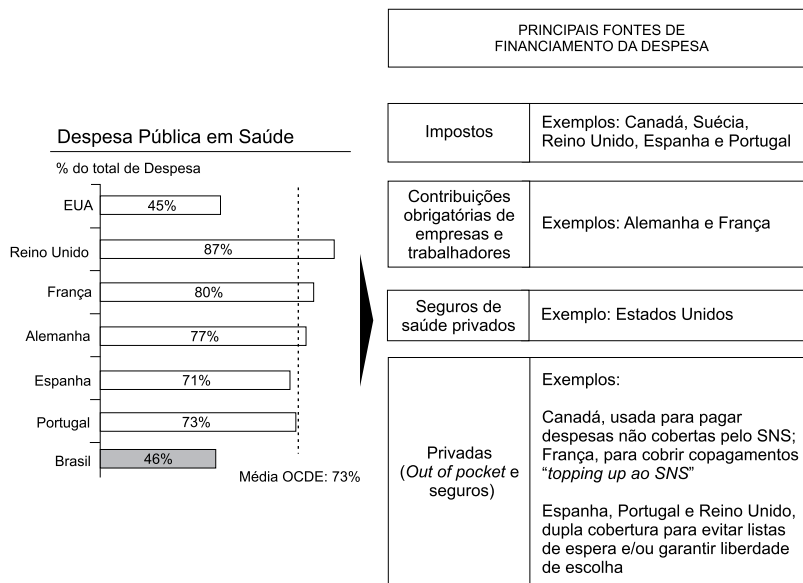 PRINCIPAIS FONTES DE
FINANCIAMENTO DA DESPESA
Despesa Pública em Saúde
% do total de Despesa
EUA
45%
Reino Unido
87%
França
80%
Alemanha
77%
Espanha
71%
Portugal
73%
Brasil
46%
Média OCDE: 73%
Impostos
Exemplos: Canadá, Suécia,
Reino Unido, Espanha e Portugal
Contribuições
obrigatórias de
empresas e
trabalhadores
Exemplos: Alemanha e França
Seguros de
saúde privados
Exemplo: Estados Unidos
Privadas
(Out of pocket e
seguros)
Exemplos:
Canadá, usada para pagar
despesas não cobertas pelo SNS;
França, para cobrir copagamentos
“topping up ao SNS”
Espanha, Portugal e Reino Unido,
dupla cobertura para evitar listas
de espera e/ou garantir liberdade
de escolha